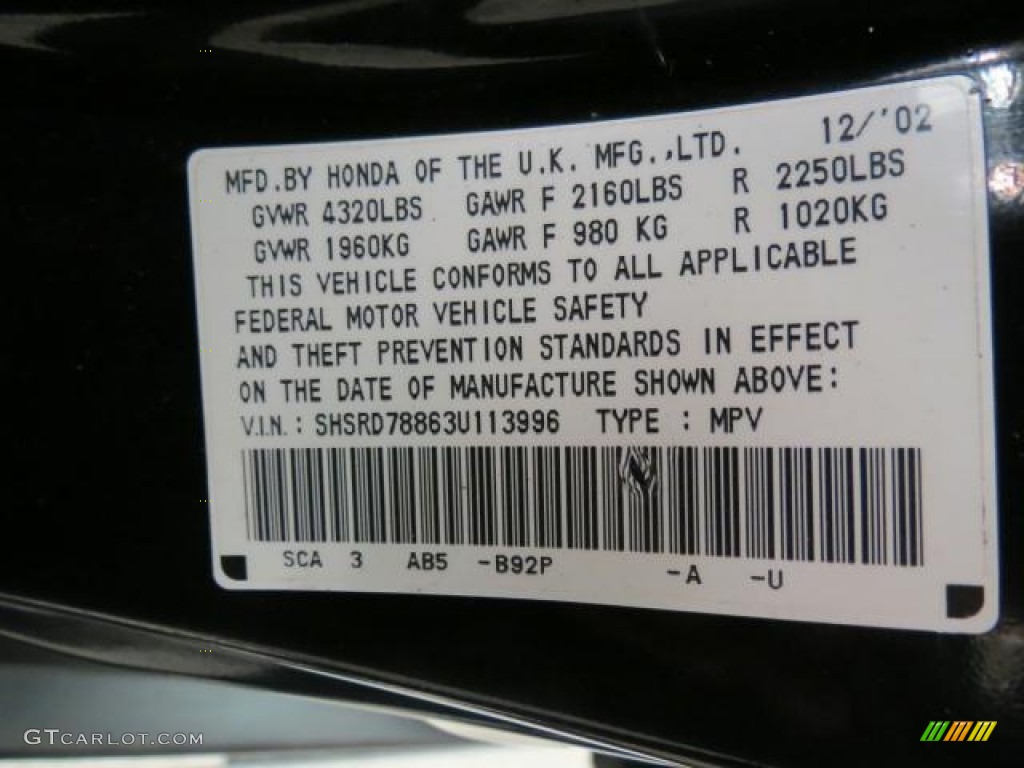 MFD.BY HONDA OF THE U.K. MFG.,LTD. 12/'02
GVWR 4320LBS GAWR F 2160LBS R 2250LBS
GVWR 1960KG GAWR F 980 KG R 1020KG
THIS VEHICLE CONFORMS TO ALL APPLICABLE
FEDERAL MOTOR VEHICLE SAFETY
AND THEFT PREVENTION STANDARDS IN EFFECT
ON THE DATE OF MANUFACTURE SHOWN ABOVE:
V.I.N.: SHSRD78863U113996 TYPE : MPV
SCA 3 AB5 -B92P -A -U
GTCARLOT.COM